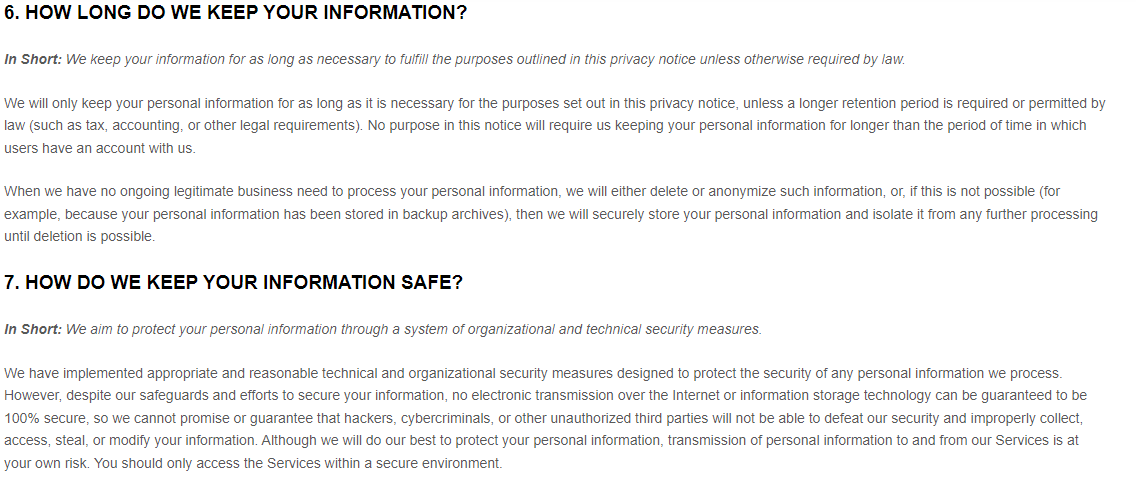 6. HOW LONG DO WE KEEP YOUR INFORMATION?
In Short: We keep your information for as long as necessary to fulfill the purposes outlined in this privacy notice unless otherwise required by law.
We will only keep your personal information for as long as it is necessary for the purposes set out in this privacy notice, unless a longer retention period is required or permitted by
law (such as tax, accounting, or other legal requirements). No purpose in this notice will require us keeping your personal information for longer than the period of time in which
users have an account with us.
When we have no ongoing legitimate business need to process your personal information, we will either delete or anonymize such information, or, if this is not possible (for
example, because your personal information has been stored in backup archives), then we will securely store your personal information and isolate it from any further processing
until deletion is possible.
7. HOW DO WE KEEP YOUR INFORMATION SAFE?
In Short: We aim to protect your personal information through a system of organizational and technical security measures.
We have implemented appropriate and reasonable technical and organizational security measures designed to protect the security of any personal information we process.
However, despite our safeguards and efforts to secure your information, no electronic transmission over the Internet or information storage technology can be guaranteed to be
100% secure, so we cannot promise or guarantee that hackers, cybercriminals, or other unauthorized third parties will not be able to defeat our security and improperly collect,
access, steal, or modify your information. Although we will do our best to protect your personal information, transmission of personal information to and from our Services is at
your own risk. You should only access the Services within a secure environment.